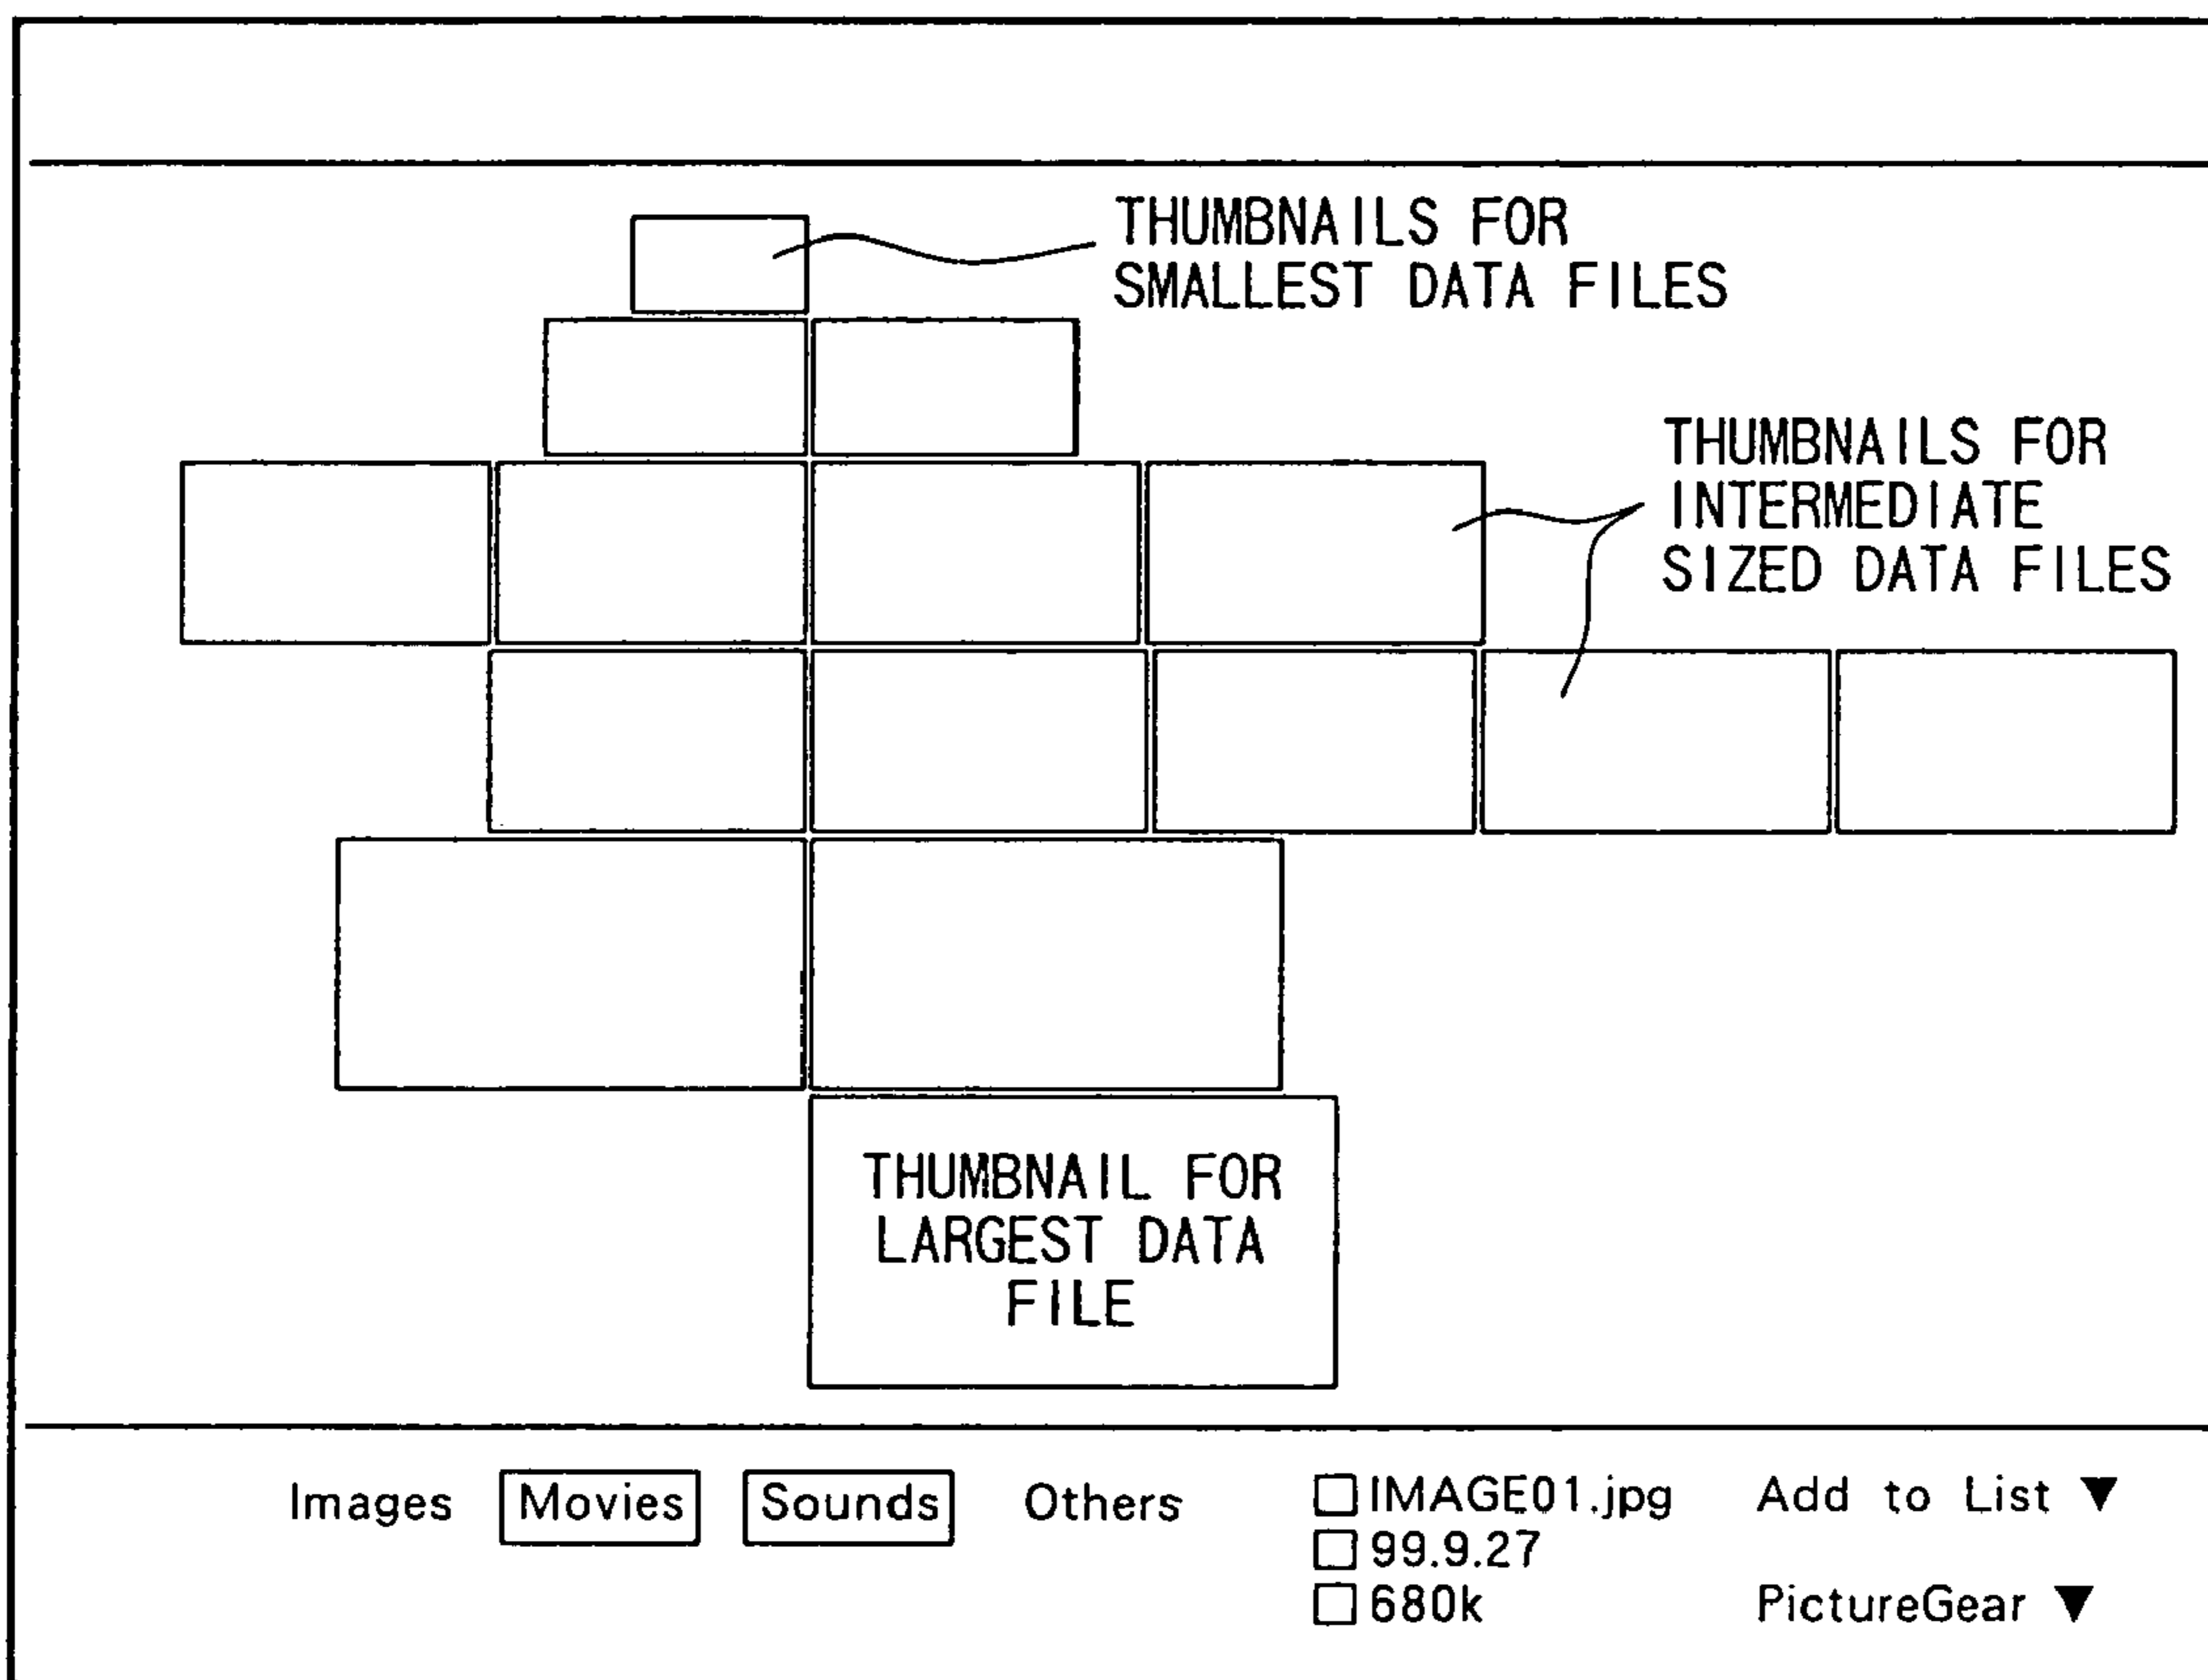 THUMBNAILS FOR
SMALLEST DATA FILES
THUMBNAILS FOR
INTERMEDIATE
SIZED DATA FILES
THUMBNAIL FOR
LARGEST DATA
FILE
Images Movies Sounds Others
IMAGE01.jpg Add to List ▼
99.9.27
680k PictureGear ▼